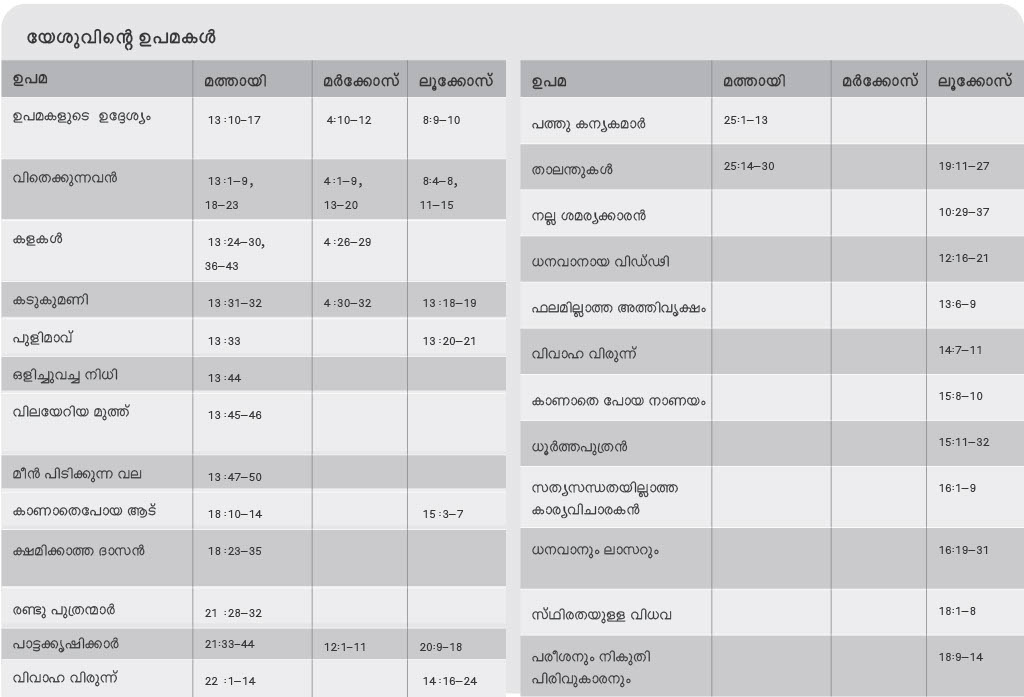 യേശുവിന്റെ ഉപമകൾ
ഉപമ മത്തായി മർക്കോസ് ലൂക്കോസ്
ഉപമകളുടെ ഉദ്ദേശ്യം 13:10–17 4:10–12 8:9–10
വിതെക്കുന്നവൻ 13:1–9, 4:1–9, 8:4–8,
18–23 13–20 11–15
കളകൾ 13:24–30, 4:26–29
36–43
കടുകുമണി 13:31–32 4:30–32 13:18–19
പുളിമാവ് 13:33 13:20–21
ഒളിച്ചുവച്ച നിധി 13:44
വിലയേറിയ മുത്ത് 13:45–46
മീൻ പിടിക്കുന്ന വല 13:47–50
കാണാതെപോയ ആട് 18:10–14 15:3–7
ക്ഷമിക്കാത്ത ദാസൻ 18:23–35
രണ്ടു പുത്രന്മാർ 21:28–32
പാട്ടക്കൃഷിക്കാർ 21:33–44 12:1–11 20:9–18
വിവാഹ വിരുന്ന് 22:1–14 14:16–24
ഉപമ മത്തായി മർക്കോസ് ലൂക്കോസ്
പത്തു കന്യകമാർ 25:1–13
താലന്തുകൾ 25:14–30 19:11–27
നല്ല ശമര്യക്കാരൻ 10:29–37
ധനവാനായ വിഡ്ഢി 12:16–21
ഫലമില്ലാത്ത അത്തിവൃക്ഷം 13:6–9
വിവാഹ വിരുന്ന് 14:7–11
കാണാതെ പോയ നാണയം 15:8–10
ധൂർത്തപുത്രൻ 15:11–32
സത്യസന്ധതയില്ലാത്ത 16:1–9
കാര്യവിചാരകൻ
ധനവാനും ലാസറും 16:19–31
സ്ഥിരതയുള്ള വിധവ 18:1–8
പരീശനും നികുതി 18:9–14
പിരിവുകാരനും